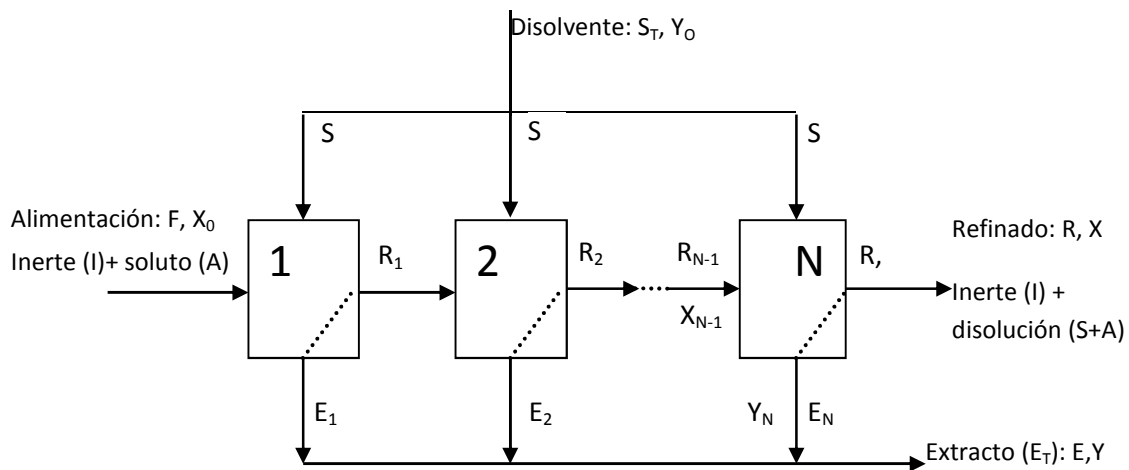 Disolvente: S_T, Y_O
S
S
S
Alimentación: F, X_0
Inerte (I)+ soluto (A)
1
R_1
2
R_2
R_{N-1}
X_{N-1}
N
R,
Refinado: R, X
Inerte (I) +
disolución (S+A)
E_1
E_2
Y_N
E_N
Extracto (E_T): E,Y